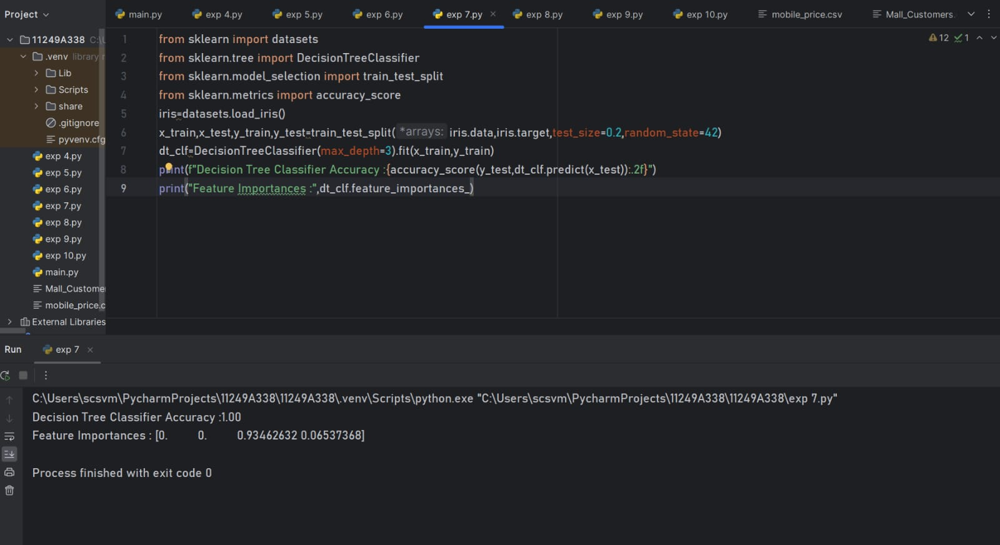 Project
main.py
exp 4.py
exp 5.py
exp 6.py
exp 7.py
exp 8.py
exp 9.py
exp 10.py
mobile_price.csv
Mall_Customers.
11249A338 C:\U
.venv library r
Lib
Scripts
share
.gitignore
pyvenv.cfg
exp 4.py
exp 5.py
exp 6.py
exp 7.py
exp 8.py
exp 9.py
exp 10.py
main.py
Mall_Custome
mobile_price.c
External Libraries
12 1
1 from sklearn import datasets
2 from sklearn.tree import DecisionTreeClassifier
3 from sklearn.model_selection import train_test_split
4 from sklearn.metrics import accuracy_score
5 iris=datasets.load_iris()
6 x_train,x_test,y_train,y_test=train_test_split( *arrays: iris.data,iris.target,test_size=0.2,random_state=42)
7 dt_clf=DecisionTreeClassifier(max_depth=3).fit(x_train,y_train)
8 print(f"Decision Tree Classifier Accuracy :{accuracy_score(y_test,dt_clf.predict(x_test)):.2f}")
9 print("Feature Importances :",dt_clf.feature_importances_)
Run
exp 7
C:\Users\scsvm\PycharmProjects\11249A338\11249A338\.venv\Scripts\python.exe "C:\Users\scsvm\PycharmProjects\11249A338\11249A338\exp 7.py"
Decision Tree Classifier Accuracy :1.00
Feature Importances : [0. 0. 0.93462632 0.06537368]
Process finished with exit code 0